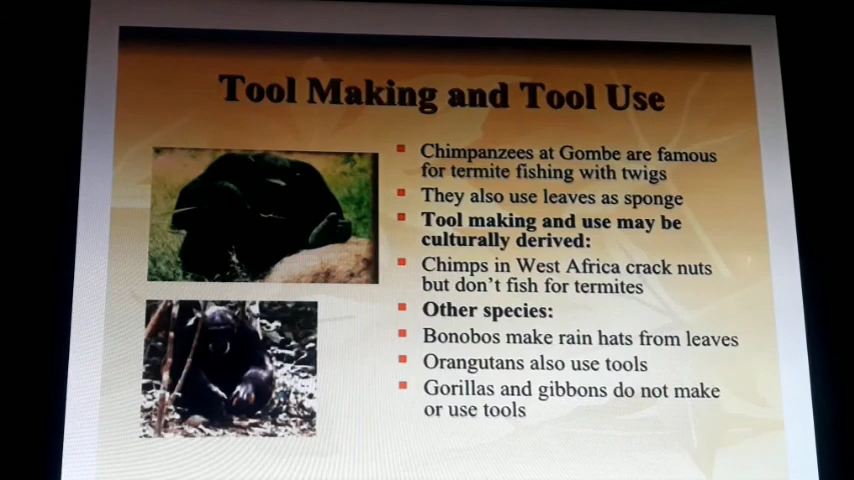 Tool Making and Tool Use
Chimpanzees at Gombe are famous
for termite fishing with twigs
They also use leaves as sponge
Tool making and use may be
culturally derived:
Chimps in West Africa crack nuts
but don't fish for termites
Other species:
Bonobos make rain hats from leaves
Orangutans also use tools
Gorillas and gibbons do not make
or use tools